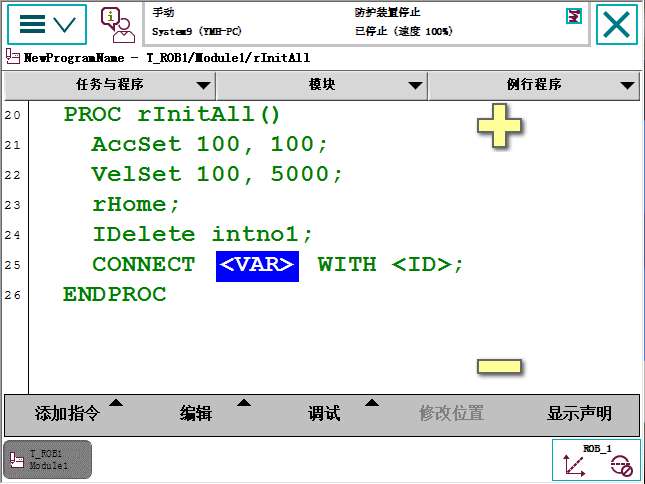 手动
防护装置停止
System9 (YMH-PC)
已停止 (速度 100%)
NewProgramName - T_ROB1/Module1/rInitAll
任务与程序 模块 例行程序
20 PROC rInitAll()
21 AccSet 100, 100;
22 VelSet 100, 5000;
23 rHome;
24 IDelete intno1;
25 CONNECT <VAR> WITH <ID>;
26 ENDPROC
添加指令 编辑 调试 修改位置 显示声明
T_ROB1
Module1
ROB_1